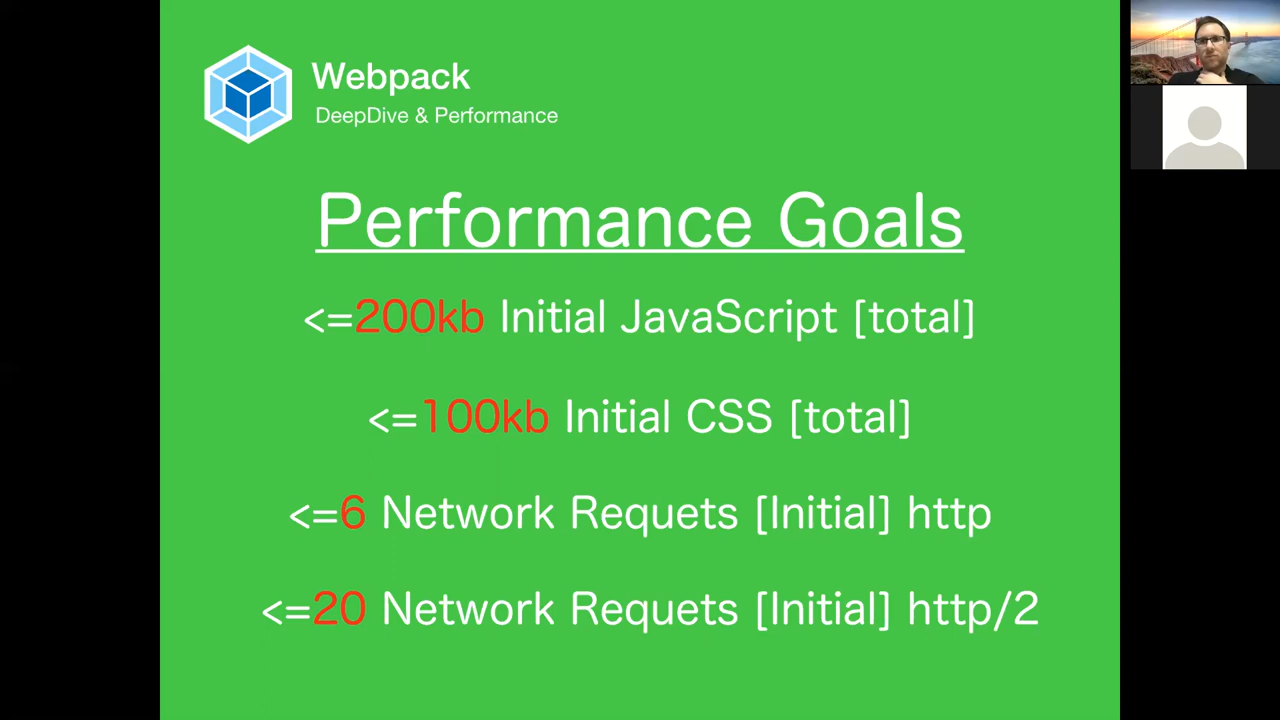 Webpack
DeepDive & Performance
Performance Goals
<=200kb Initial JavaScript [total]
<=100kb Initial CSS [total]
<=6 Network Requets [Initial] http
<=20 Network Requets [Initial] http/2